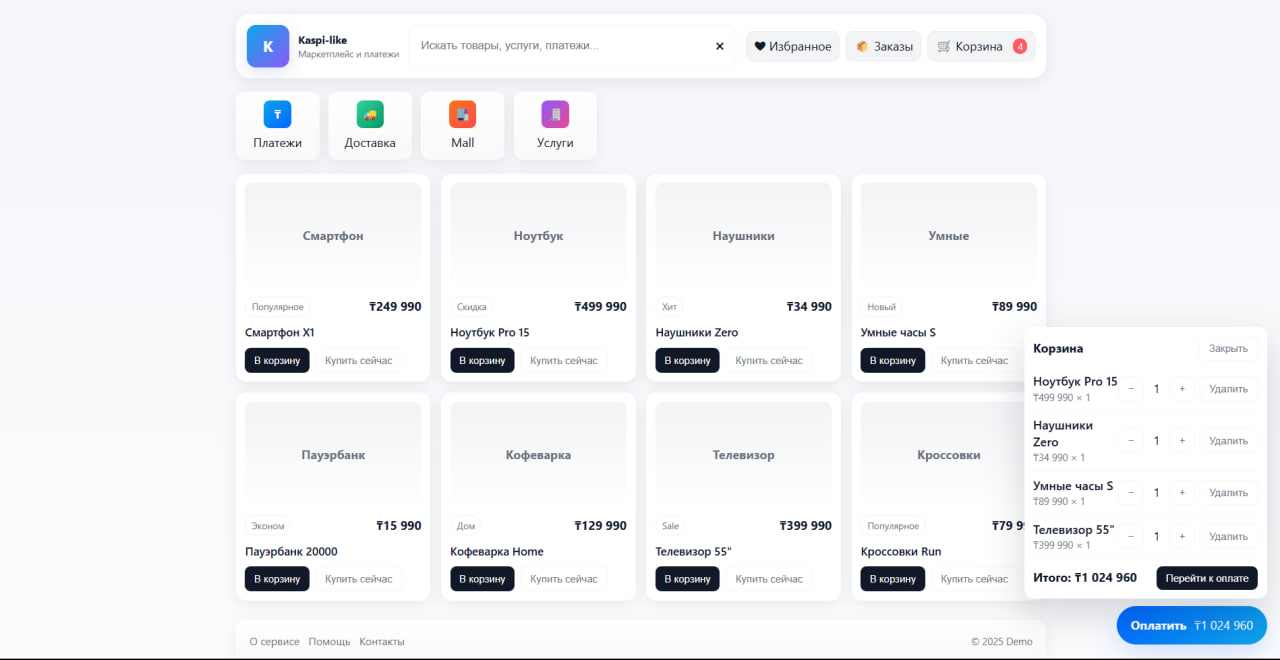 K
Kaspi-like
Маркетплейс и платежи
Искать товары, услуги, платежи...
×
Избранное
Заказы
Корзина
4
₸
Платежи
Доставка
Mall
Услуги
Смартфон
Ноутбук
Наушники
Умные
Популярное ₸249 990
Скидка ₸499 990
Хит ₸34 990
Новый ₸89 990
Смартфон X1
Ноутбук Pro 15
Наушники Zero
Умные часы S
В корзину Купить сейчас
В корзину Купить сейчас
В корзину Купить сейчас
В корзину Купить сейчас
Пауэрбанк
Кофеварка
Телевизор
Кроссовки
Эконом ₸15 990
Дом ₸129 990
Sale ₸399 990
Популярное ₸79 9
Пауэрбанк 20000
Кофеварка Home
Телевизор 55"
Кроссовки Run
В корзину Купить сейчас
В корзину Купить сейчас
В корзину Купить сейчас
В корзину Купить сейчас
Корзина Закрыть
Ноутбук Pro 15
₸499 990 × 1
− 1 + Удалить
Наушники
Zero
₸34 990 × 1
− 1 + Удалить
Умные часы S
₸89 990 × 1
− 1 + Удалить
Телевизор 55"
₸399 990 × 1
− 1 + Удалить
Итого: ₸1 024 960 Перейти к оплате
Оплатить ₸1 024 960
О сервисе Помощь Контакты
© 2025 Demo